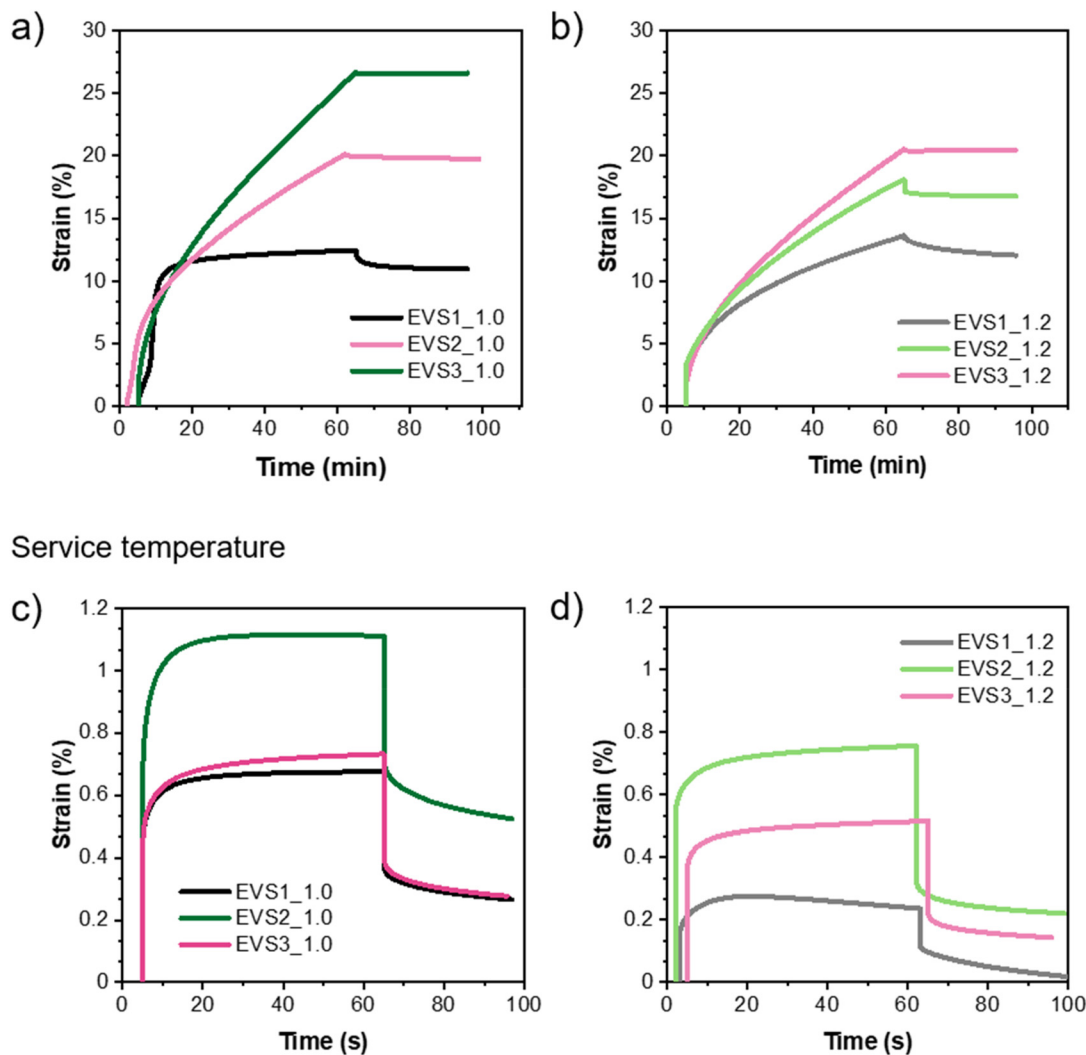 a)
30
25
20
15
10
5
0
Strain (%)
EVS1_1.0
EVS2_1.0
EVS3_1.0
0 20 40 60 80 100
Time (min)
b)
30
25
20
15
10
5
0
Strain (%)
EVS1_1.2
EVS2_1.2
EVS3_1.2
0 20 40 60 80 100
Time (min)
Service temperature
c)
1.2
1
0.8
0.6
0.4
0.2
0
Strain (%)
EVS1_1.0
EVS2_1.0
EVS3_1.0
0 20 40 60 80 100
Time (s)
d)
1.2
1
0.8
0.6
0.4
0.2
0
Strain (%)
EVS1_1.2
EVS2_1.2
EVS3_1.2
0 20 40 60 80 100
Time (s)